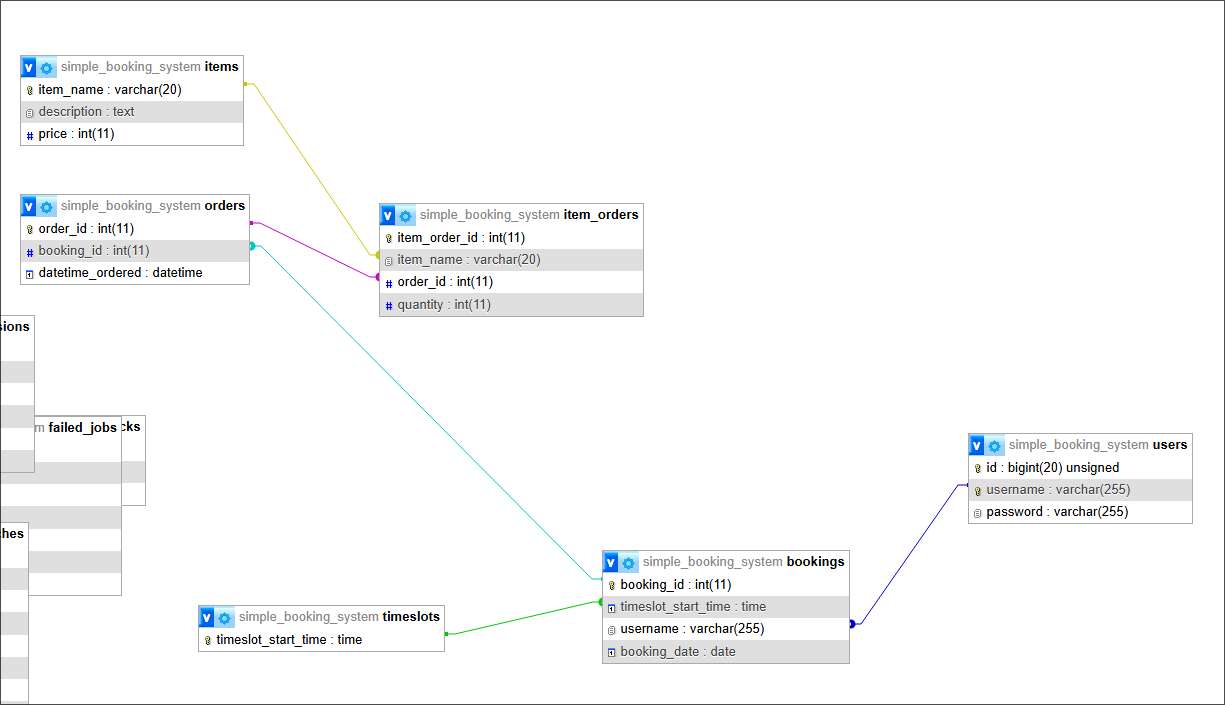 simple_booking_system items
item_name : varchar(20)
description : text
# price : int(11)
simple_booking_system orders
order_id : int(11)
# booking_id : int(11)
datetime_ordered : datetime
simple_booking_system item_orders
item_order_id : int(11)
item_name : varchar(20)
# order_id : int(11)
# quantity : int(11)
sions
m failed_jobs
cks
simple_booking_system users
id : bigint(20) unsigned
username : varchar(255)
password : varchar(255)
hes
simple_booking_system bookings
booking_id : int(11)
timeslot_start_time : time
username : varchar(255)
booking_date : date
simple_booking_system timeslots
timeslot_start_time : time